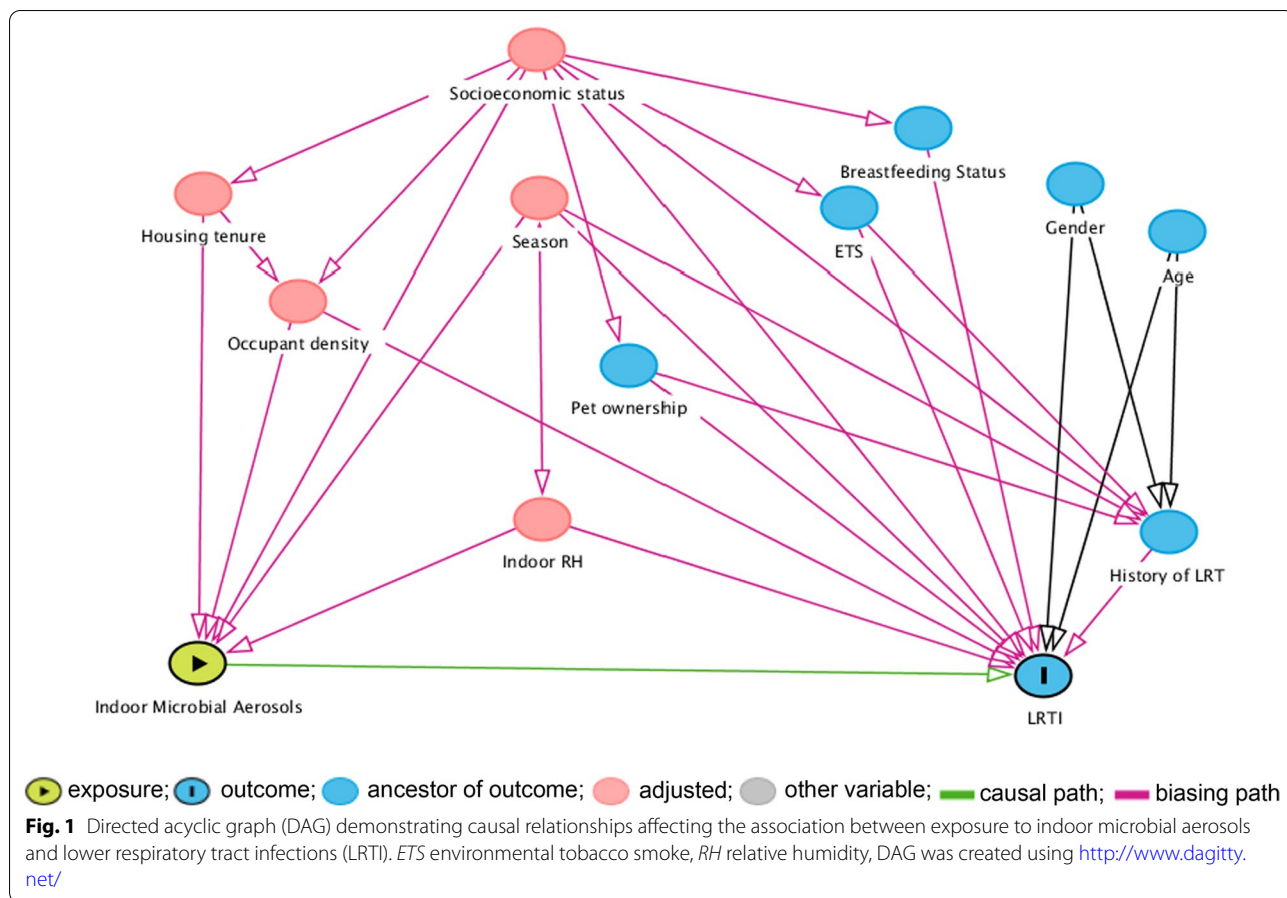 Socioeconomic status
Breastfeeding Status
Housing tenure
Season
ETS
Gender
Age
Occupant density
Pet ownership
Indoor RH
History of LRT
Indoor Microbial Aerosols
LRTI
exposure; outcome; ancestor of outcome; adjusted; other variable; causal path; biasing path
Fig. 1 Directed acyclic graph (DAG) demonstrating causal relationships affecting the association between exposure to indoor microbial aerosols
and lower respiratory tract infections (LRTI). ETS environmental tobacco smoke, RH relative humidity, DAG was created using http://www.dagitty.
net/